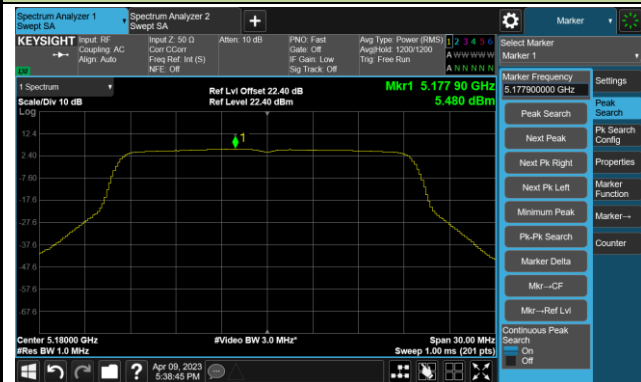 Spectrum Analyzer 1
Swept SA
Spectrum Analyzer 2
Swept SA
Marker
KEYSIGHT
Input: RF
Coupling: AC
Align: Auto
Input Z: 50 Ω
Corr CCorr
Freq Ref: Int (S)
NFE: Off
Atten: 10 dB
PNO: Fast
Gate: Off
IF Gain: Low
Sig Track: Off
Avg Type: Power (RMS)
Avg|Hold: 1200/1200
Trig: Free Run
1 2 3 4 5 6
A W W W W W
A N N N N N
LXI
Select Marker
Marker 1
1 Spectrum
Scale/Div 10 dB
Log
Ref Lvl Offset 22.40 dB
Ref Level 22.40 dBm
Mkr1 5.177 90 GHz
5.480 dBm
12.4
2.40
-7.60
-17.6
-27.6
-37.6
-47.6
-57.6
-67.6
1
Center 5.18000 GHz
#Res BW 1.0 MHz
#Video BW 3.0 MHz*
Span 30.00 MHz
Sweep 1.00 ms (201 pts)
Marker Frequency
5.177900000 GHz
Peak Search
Next Peak
Next Pk Right
Next Pk Left
Minimum Peak
Pk-Pk Search
Marker Delta
Mkr→CF
Mkr→Ref Lvl
Continuous Peak
Search
On
Off
Settings
Peak
Search
Pk Search
Config
Properties
Marker
Function
Marker→
Counter
?
Apr 09, 2023
5:38:45 PM